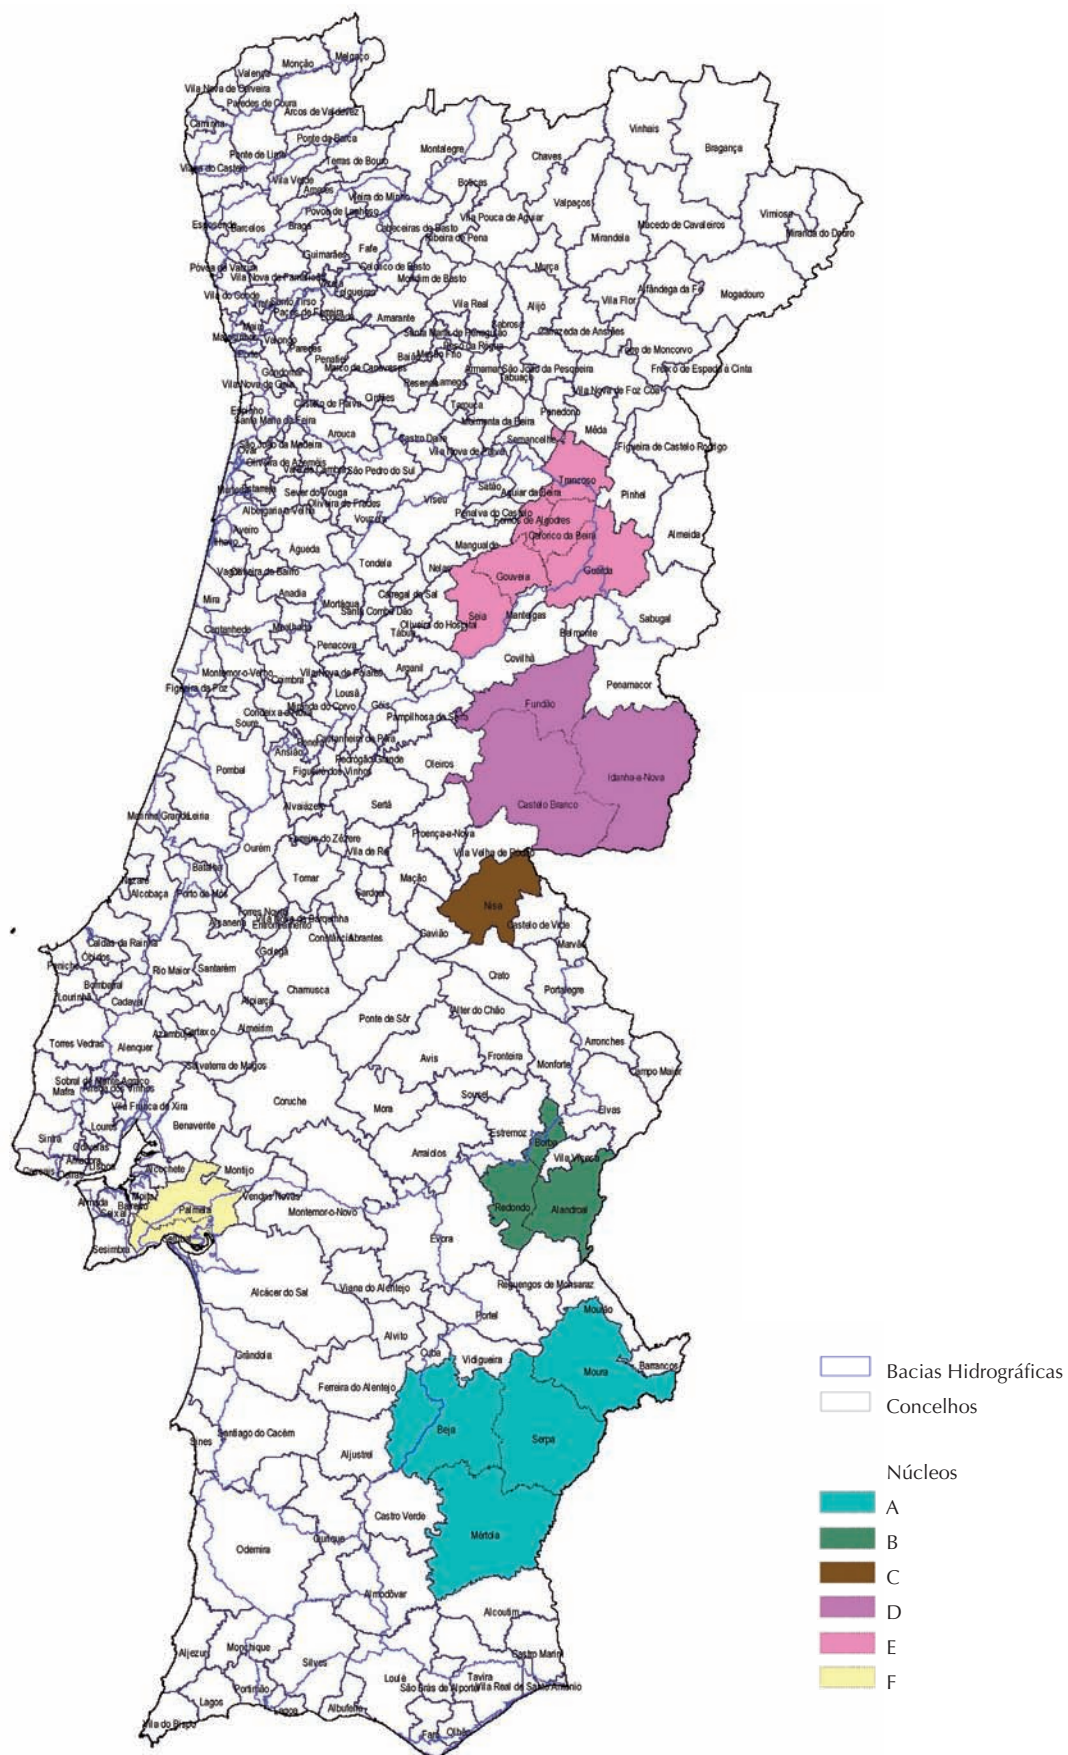 Melgaço
Monção
Valença
Vila Nova de Cerveira
Paredes de Coura
Arcos de Valdevez
Caminha
Ponte da Barca
Ponte de Lima
Terras de Bouro
Viana do Castelo
Vila Verde
Amares
Vieira do Minho
Montalegre
Chaves
Vinhais
Bragança
Boticas
Valpaços
Vimioso
Miranda do Douro
Póvoa de Lanhoso
Esposende
Barcelos
Braga
Cabeceiras de Basto
Ribeira de Pena
Vila Pouca de Aguiar
Mirandela
Macedo de Cavaleiros
Guimarães
Fafe
Celorico de Basto
Mondim de Basto
Murça
Póvoa de Varzim
Vila Nova de Famalicão
Felgueiras
Alfândega da Fé
Mogadouro
Vila do Conde
Santo Tirso
Paços de Ferreira
Amarante
Vila Real
Alijó
Vila Flor
Sabrosa
Carrazeda de Ansiães
Maia
Valongo
Paredes
Penafiel
Marco de Canaveses
Baião
Mesão Frio
Santa Marta de Penaguião
Peso da Régua
Torre de Moncorvo
Freixo de Espada à Cinta
Gondomar
Vila Nova de Gaia
Castelo de Paiva
Cinfães
Resende
Lamego
Armamar
Tabuaço
São João da Pesqueira
Vila Nova de Foz Coa
Espinho
Santa Maria da Feira
Arouca
Castro Daire
Tarouca
Moimenta da Beira
Penedono
Mêda
Sernancelhe
Figueira de Castelo Rodrigo
São João da Madeira
Ovar
Oliveira de Azeméis
Vale de Cambra
São Pedro do Sul
Vila Nova de Paiva
Trancoso
Pinhel
Murtosa
Estarreja
Sever do Vouga
Oliveira de Frades
Albergaria-a-Velha
Vouzela
Viseu
Satão
Aguiar da Beira
Penalva do Castelo
Fornos de Algodres
Celorico da Beira
Almeida
Aveiro
Ílhavo
Águeda
Mangualde
Vagos
Oliveira do Bairro
Tondela
Nelas
Gouveia
Guarda
Mira
Anadia
Mortágua
Carregal do Sal
Santa Comba Dão
Seia
Manteigas
Sabugal
Cantanhede
Mealhada
Tábua
Oliveira do Hospital
Belmonte
Penacova
Covilhã
Montemor-o-Velho
Coimbra
Vila Nova de Poiares
Arganil
Penamacor
Figueira da Foz
Lousã
Miranda do Corvo
Góis
Condeixa-a-Nova
Soure
Pampilhosa da Serra
Fundão
Penela
Castanheira de Pêra
Ansião
Pedrógão Grande
Figueiró dos Vinhos
Pombal
Oleiros
Idanha-a-Nova
Castelo Branco
Alvaiázere
Sertã
Marinha Grande
Leiria
Ferreira do Zêzere
Proença-a-Nova
Ourém
Vila de Rei
Vila Velha de Ródão
Batalha
Nazaré
Alcobaça
Porto de Mós
Tomar
Sardoal
Mação
Nisa
Torres Novas
Vila Nova da Barquinha
Alcanena
Entroncamento
Constância
Abrantes
Gavião
Castelo de Vide
Marvão
Caldas da Rainha
Óbidos
Peniche
Golegã
Rio Maior
Santarém
Bombarral
Lourinhã
Cadaval
Alpiarça
Chamusca
Crato
Portalegre
Ponte de Sôr
Alter do Chão
Torres Vedras
Alenquer
Azambuja
Cartaxo
Almeirim
Salvaterra de Magos
Avis
Fronteira
Monforte
Arronches
Campo Maior
Sobral de Monte Agraço
Mafra
Arruda dos Vinhos
Vila Franca de Xira
Benavente
Coruche
Mora
Sousel
Elvas
Sintra
Loures
Odivelas
Amadora
Lisboa
Cascais
Oeiras
Alcochete
Montijo
Arraiolos
Estremoz
Borba
Vila Viçosa
Almada
Seixal
Barreiro
Moita
Palmela
Vendas Novas
Montemor-o-Novo
Redondo
Alandroal
Sesimbra
Setúbal
Évora
Alcácer do Sal
Viana do Alentejo
Reguengos de Monsaraz
Portel
Mourão
Grândola
Alvito
Cuba
Vidigueira
Barrancos
Moura
Ferreira do Alentejo
Beja
Serpa
Sines
Santiago do Cacém
Aljustrel
Castro Verde
Mértola
Odemira
Ourique
Almodôvar
Alcoutim
Aljezur
Monchique
Silves
Castro Marim
Loulé
Tavira
São Brás de Alportel
Vila Real de Santo António
Lagos
Portimão
Lagoa
Albufeira
Vila do Bispo
Faro
Olhão
Bacias Hidrográficas
Concelhos
Núcleos
A
B
C
D
E
F